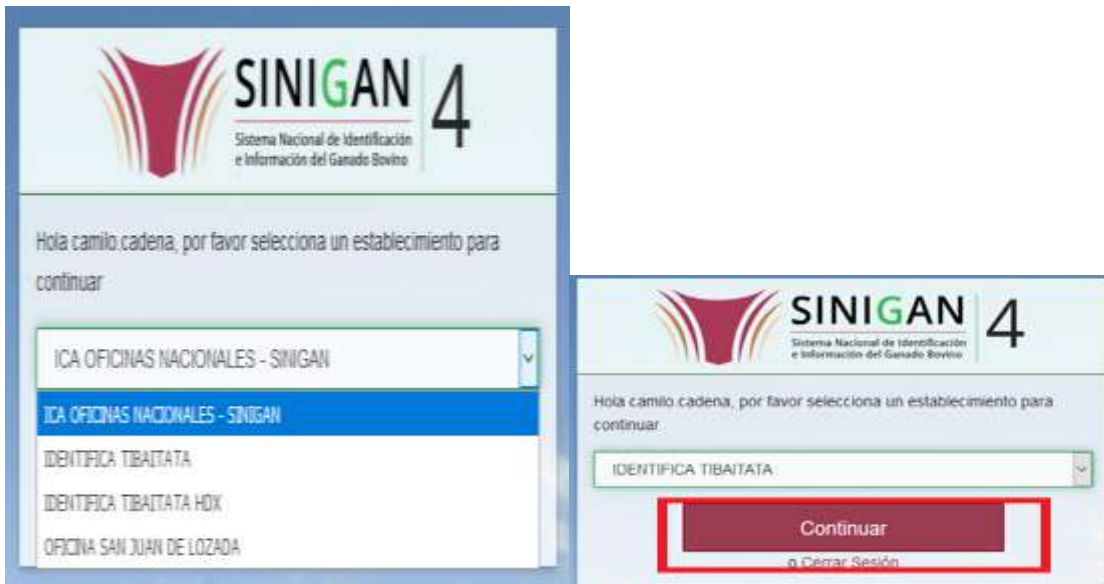 SINIGAN 4
Sistema Nacional de Identificación
e Información del Ganado Bovino
Hola camilo.cadena, por favor selecciona un establecimiento para
continuar
ICA OFICINAS NACIONALES - SINIGAN
ICA OFICINAS NACIONALES - SINIGAN
IDENTIFICA TIBAITATA
IDENTIFICA TIBAITATA HDX
OFICINA SAN JUAN DE LOZADA
SINIGAN 4
Sistema Nacional de Identificación
e Información del Ganado Bovino
Hola camilo.cadena, por favor selecciona un establecimiento para
continuar
IDENTIFICA TIBAITATA
Continuar
o Cerrar Sesión